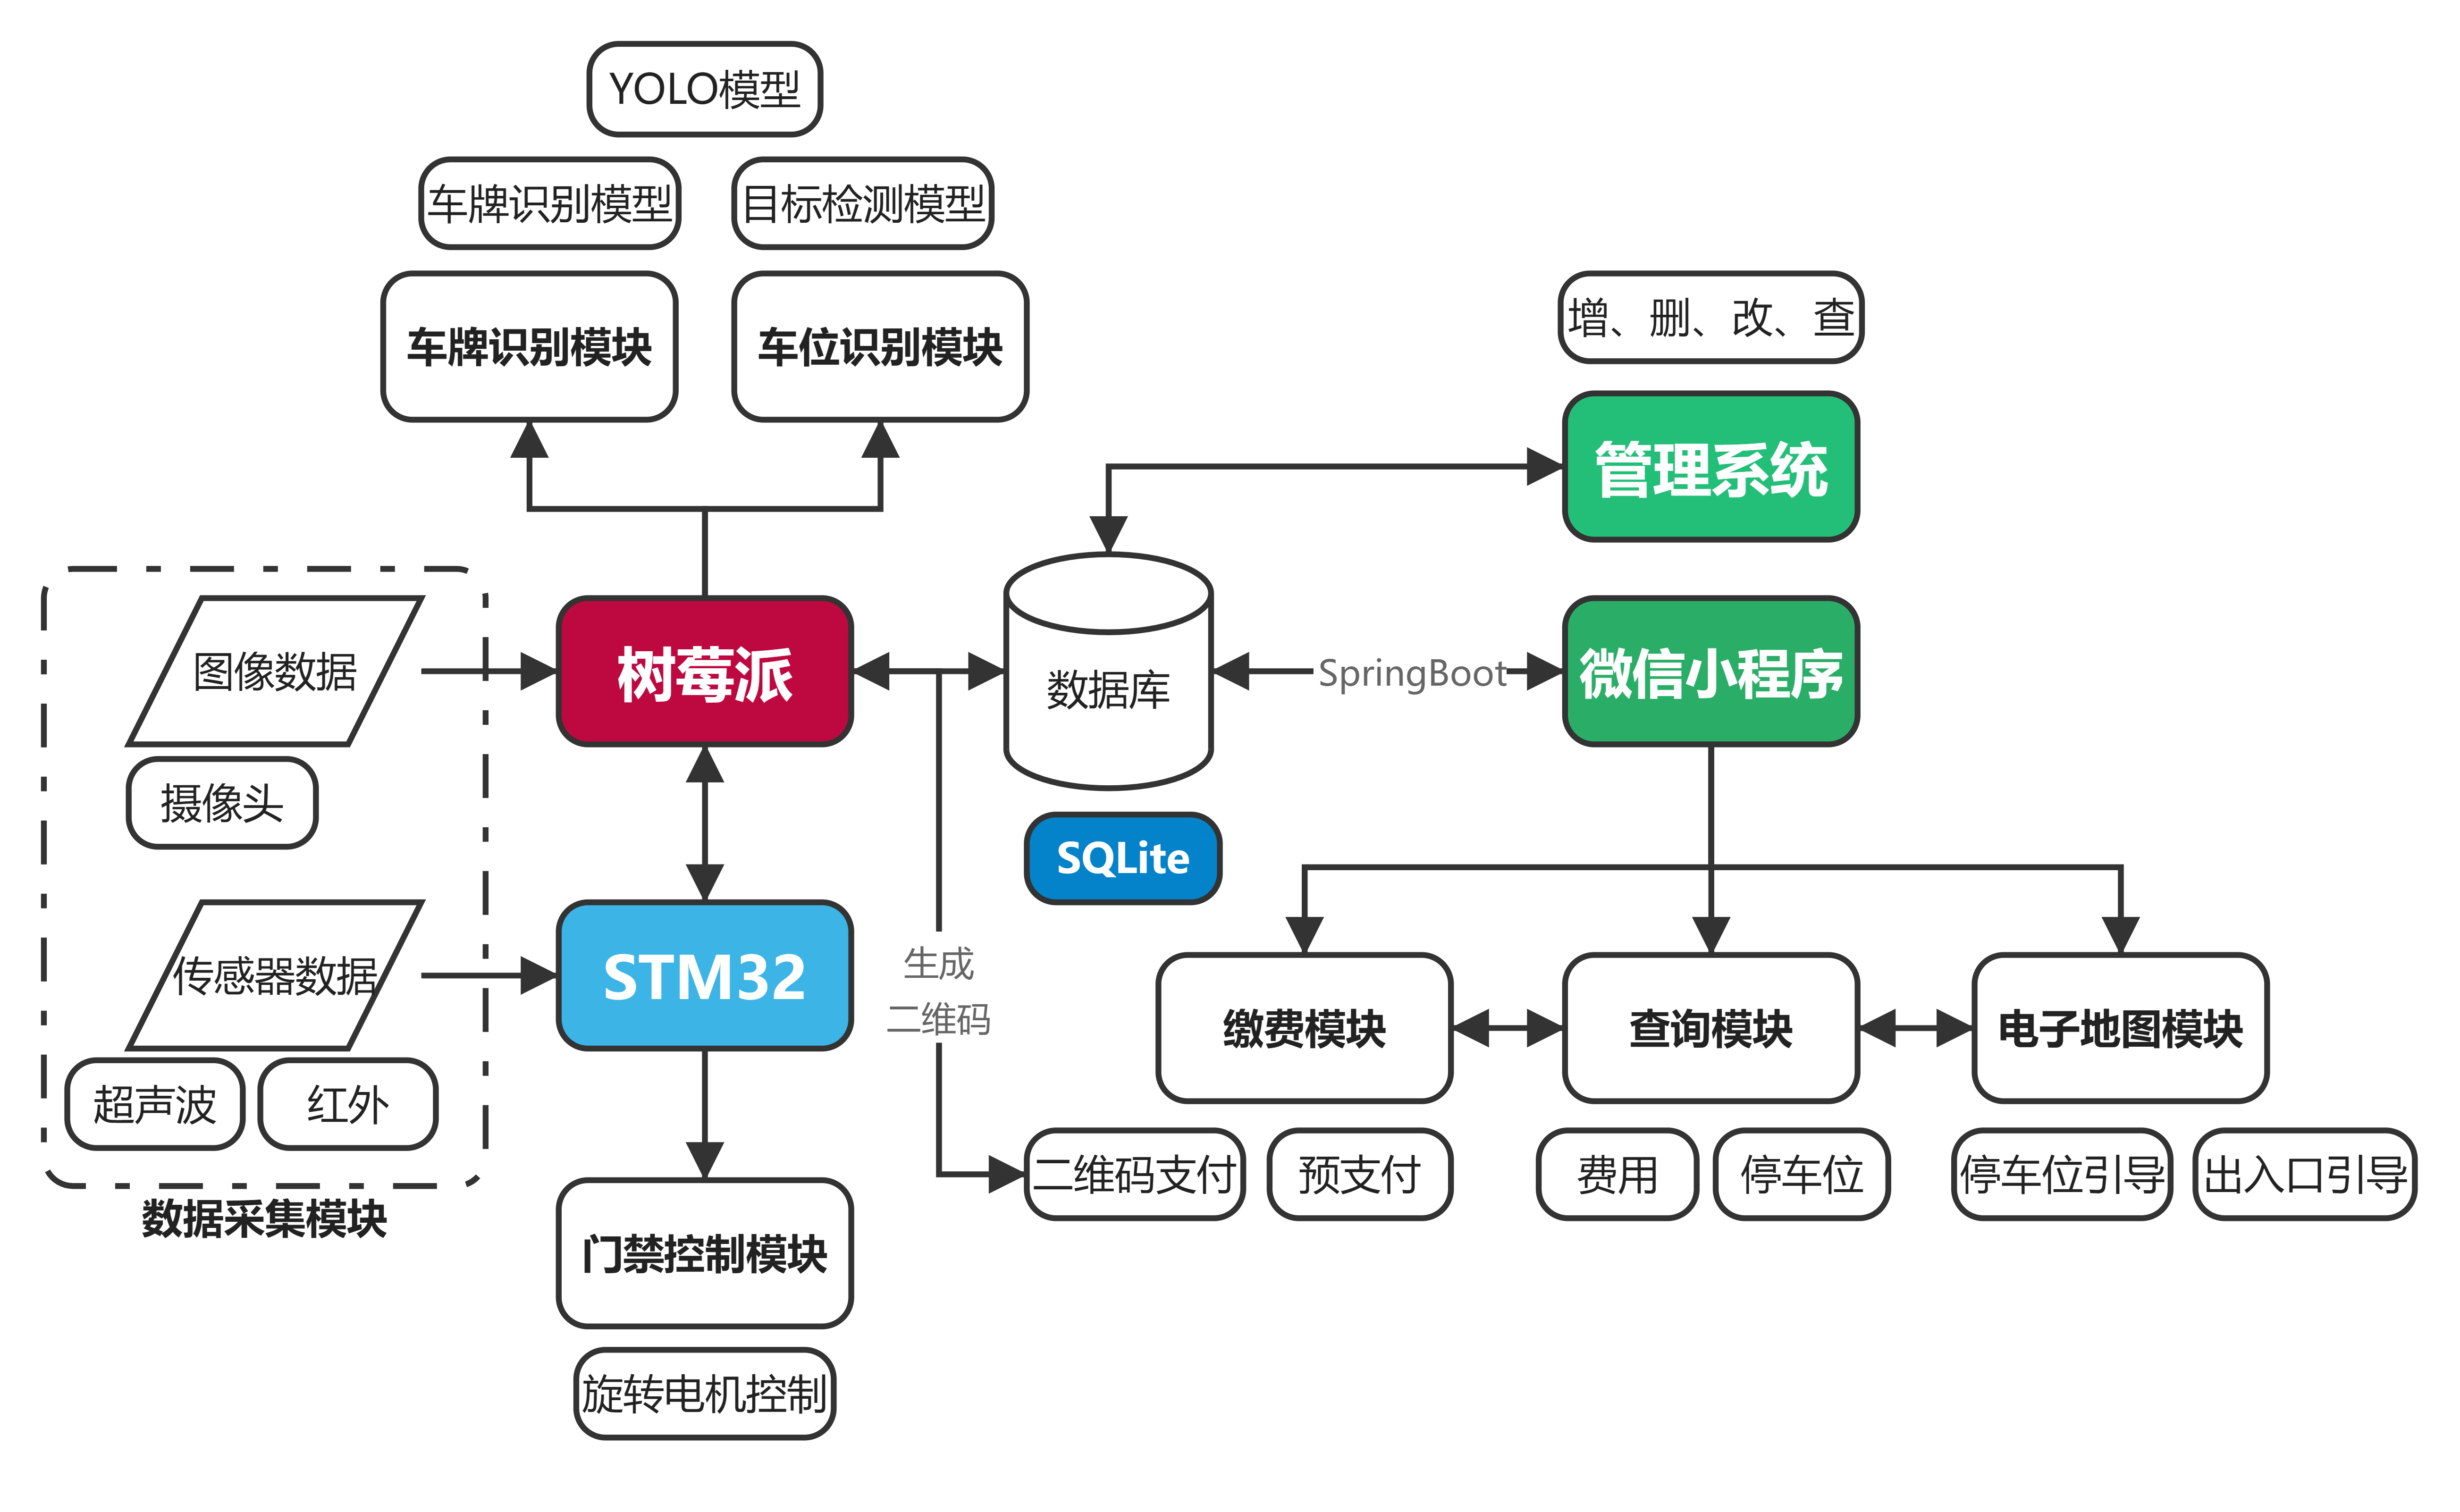 YOLO模型
车牌识别模型
目标检测模型
车牌识别模块
车位识别模块
增、删、改、查
管理系统
图像数据
树莓派
数据库
SpringBoot
微信小程序
摄像头
SQLite
传感器数据
STM32
生成
二维码
缴费模块
查询模块
电子地图模块
超声波
红外
二维码支付
预支付
费用
停车位
停车位引导
出入口引导
数据采集模块
门禁控制模块
旋转电机控制